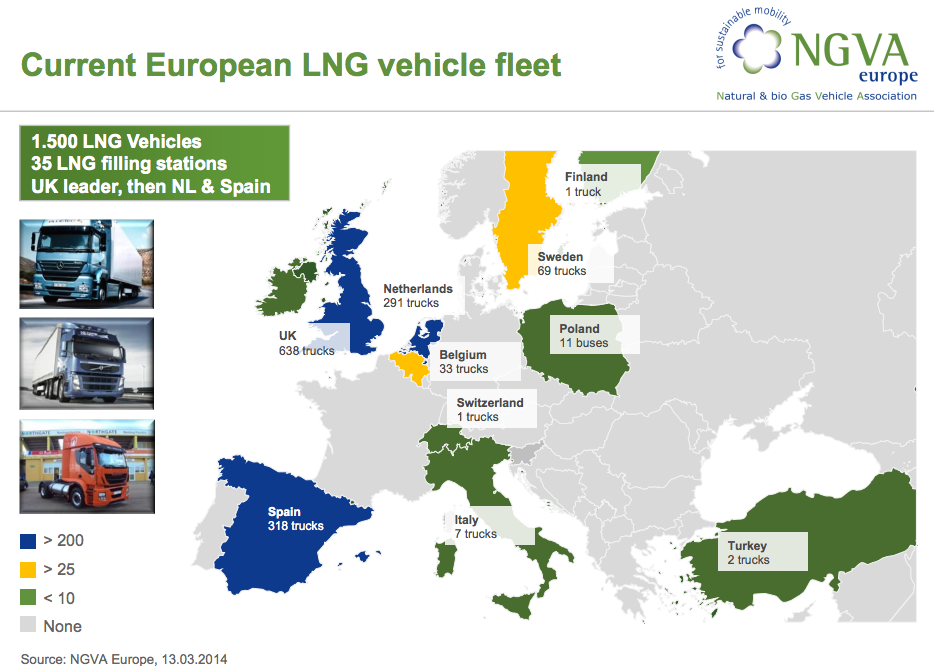 Current European LNG vehicle fleet
for sustainable mobility
NGVA
europe
Natural & bio Gas Vehicle Association
1.500 LNG Vehicles
35 LNG filling stations
UK leader, then NL & Spain
Finland
1 truck
Sweden
69 trucks
Netherlands
291 trucks
UK
638 trucks
Poland
11 buses
Belgium
33 trucks
Switzerland
1 trucks
Spain
318 trucks
Italy
7 trucks
Turkey
2 trucks
> 200
> 25
< 10
None
Source: NGVA Europe, 13.03.2014